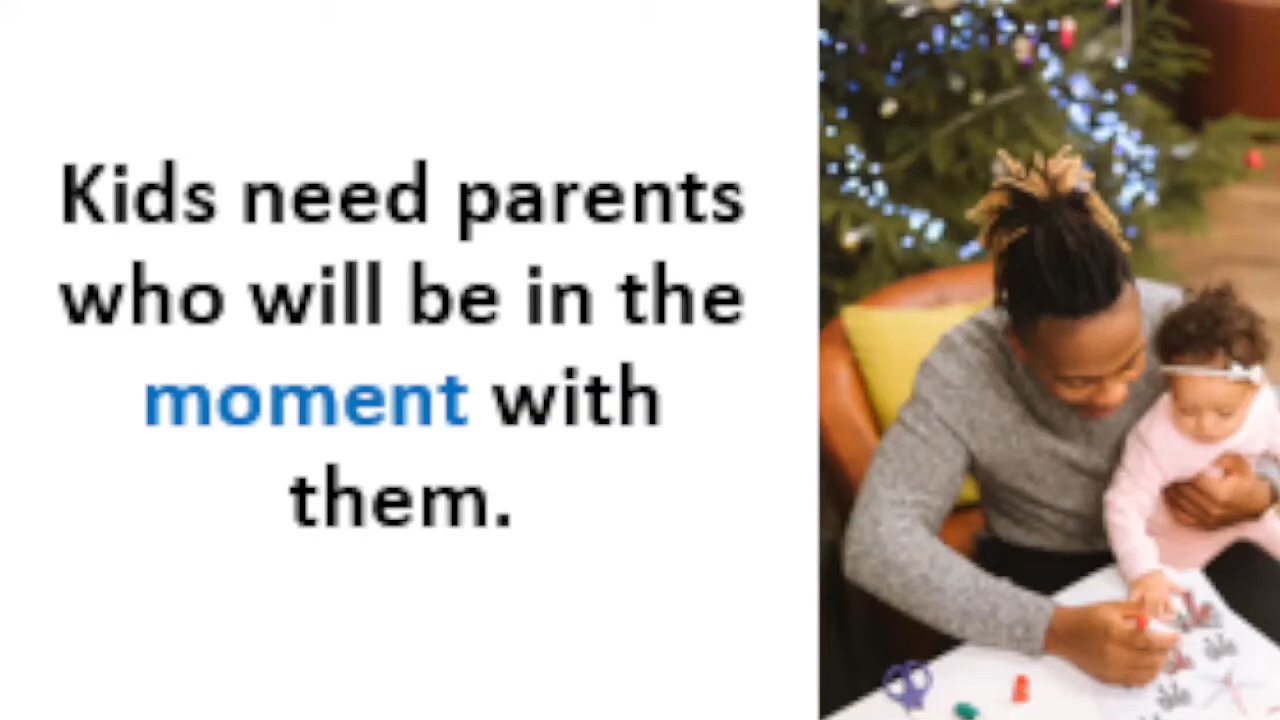 Kids need parents
who will be in the
moment with
them.